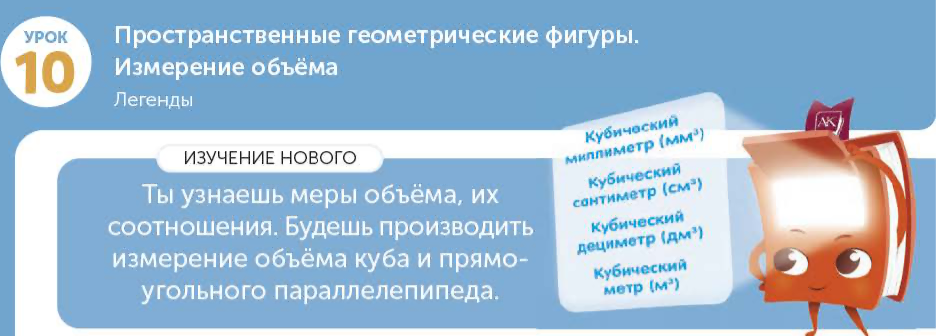 УРОК
10
Пространственные геометрические фигуры.
Измерение объёма
Легенды
ИЗУЧЕНИЕ НОВОГО
Ты узнаешь меры объёма, их
соотношения. Будешь производить
измерение объёма куба и прямо-
угольного параллелепипеда.
Кубический
миллиметр (мм³)
Кубический
сантиметр (см³)
Кубический
дециметр (дм³)
Кубический
метр (м³)
АК